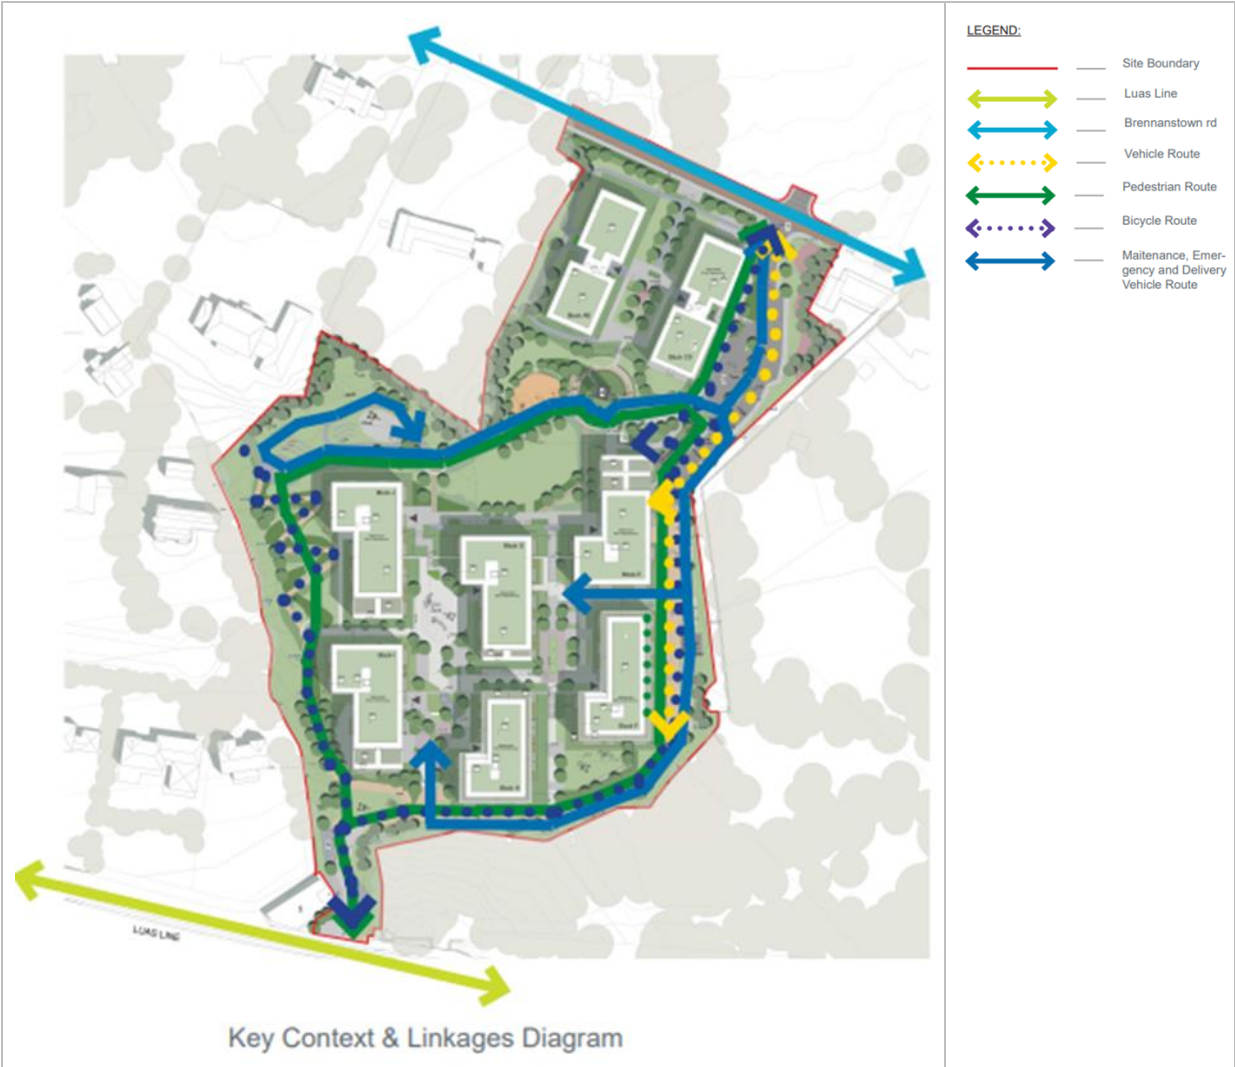 LEGEND:
Site Boundary
Luas Line
Brennanstown rd
Vehicle Route
Pedestrian Route
Bicycle Route
Maitenance, Emer-
gency and Delivery
Vehicle Route
LUAS LINE
Key Context & Linkages Diagram